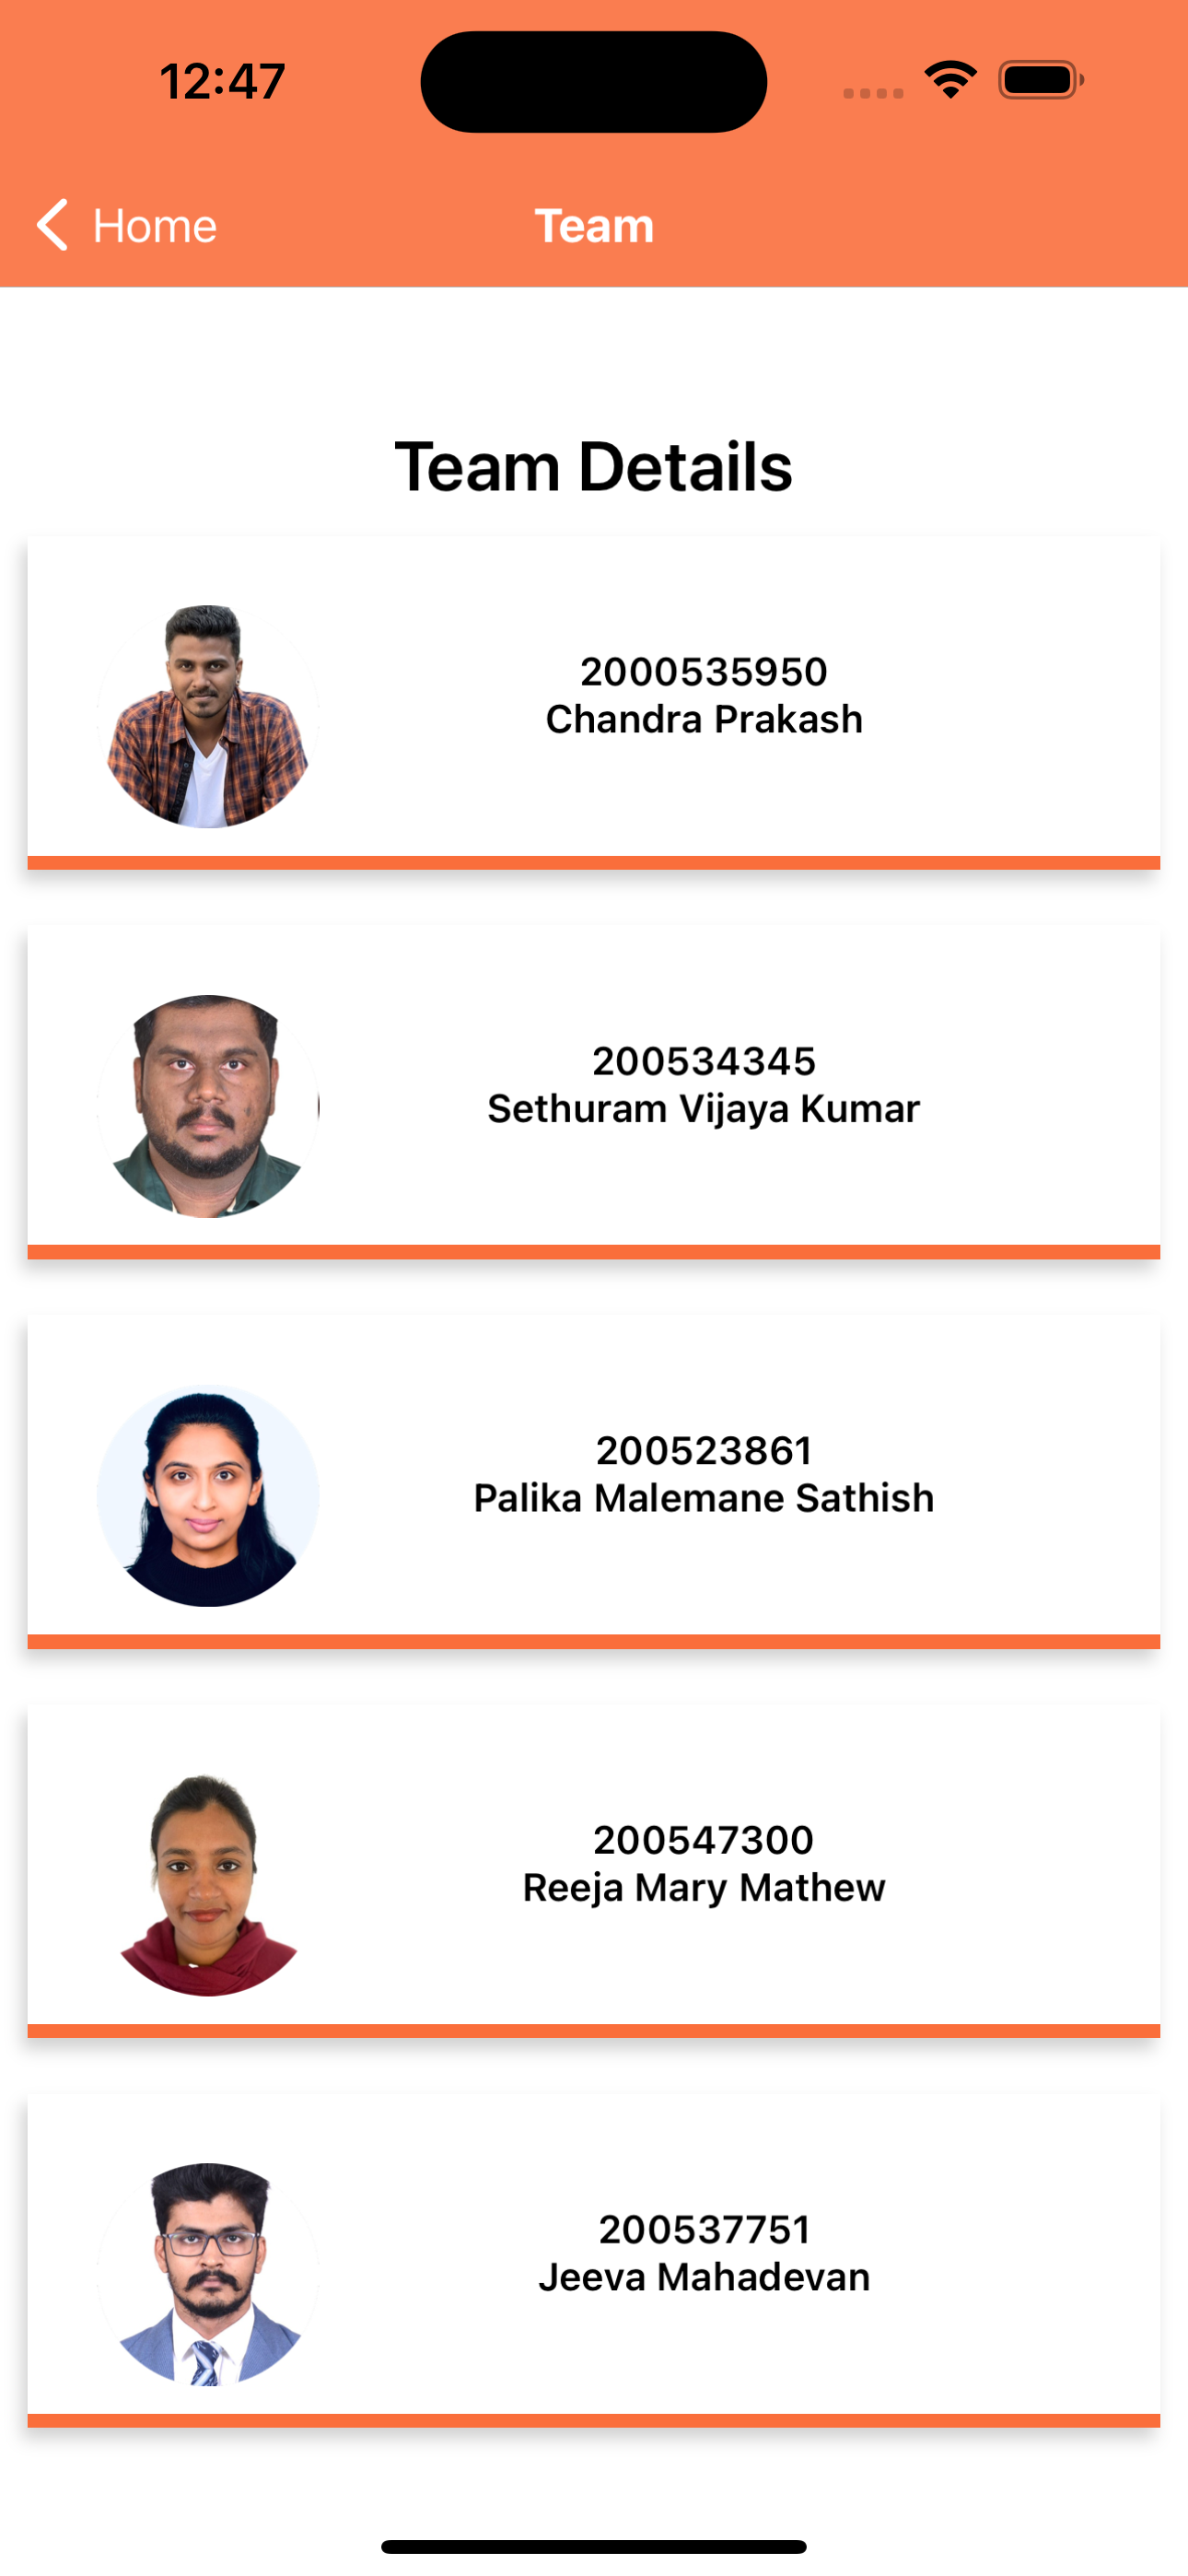 12:47
Home
Team
Team Details
2000535950
Chandra Prakash
200534345
Sethuram Vijaya Kumar
200523861
Palika Malemane Sathish
200547300
Reeja Mary Mathew
200537751
Jeeva Mahadevan